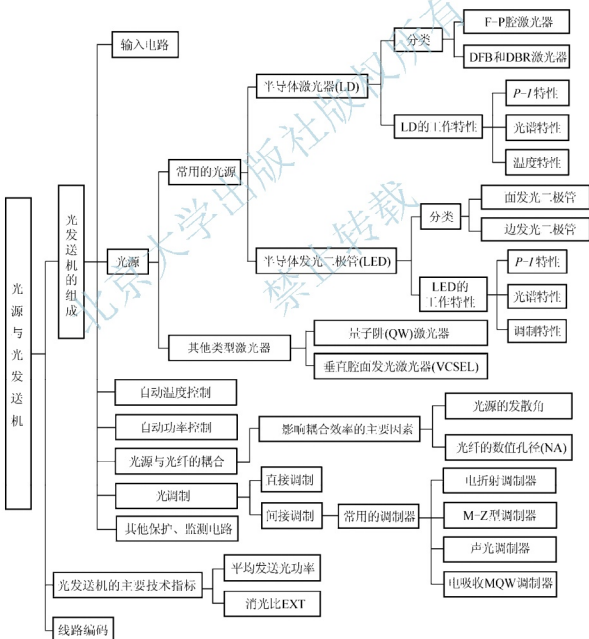 光源与光发送机
光发送机的组成
输入电路
光源
常用的光源
半导体激光器(LD)
分类
F-P腔激光器
DFB和DBR激光器
LD的工作特性
P-I特性
光谱特性
温度特性
半导体发光二极管(LED)
分类
面发光二极管
边发光二极管
LED的
工作特性
P-I特性
光谱特性
调制特性
其他类型激光器
量子阱(QW)激光器
垂直腔面发光激光器(VCSEL)
自动温度控制
自动功率控制
光源与光纤的耦合
影响耦合效率的主要因素
光源的发散角
光纤的数值孔径(NA)
光调制
直接调制
间接调制
常用的调制器
电折射调制器
M-Z型调制器
声光调制器
电吸收MQW调制器
其他保护、监测电路
光发送机的主要技术指标
平均发送光功率
消光比EXT
线路编码
北京大学出版社版权所有
禁止转载